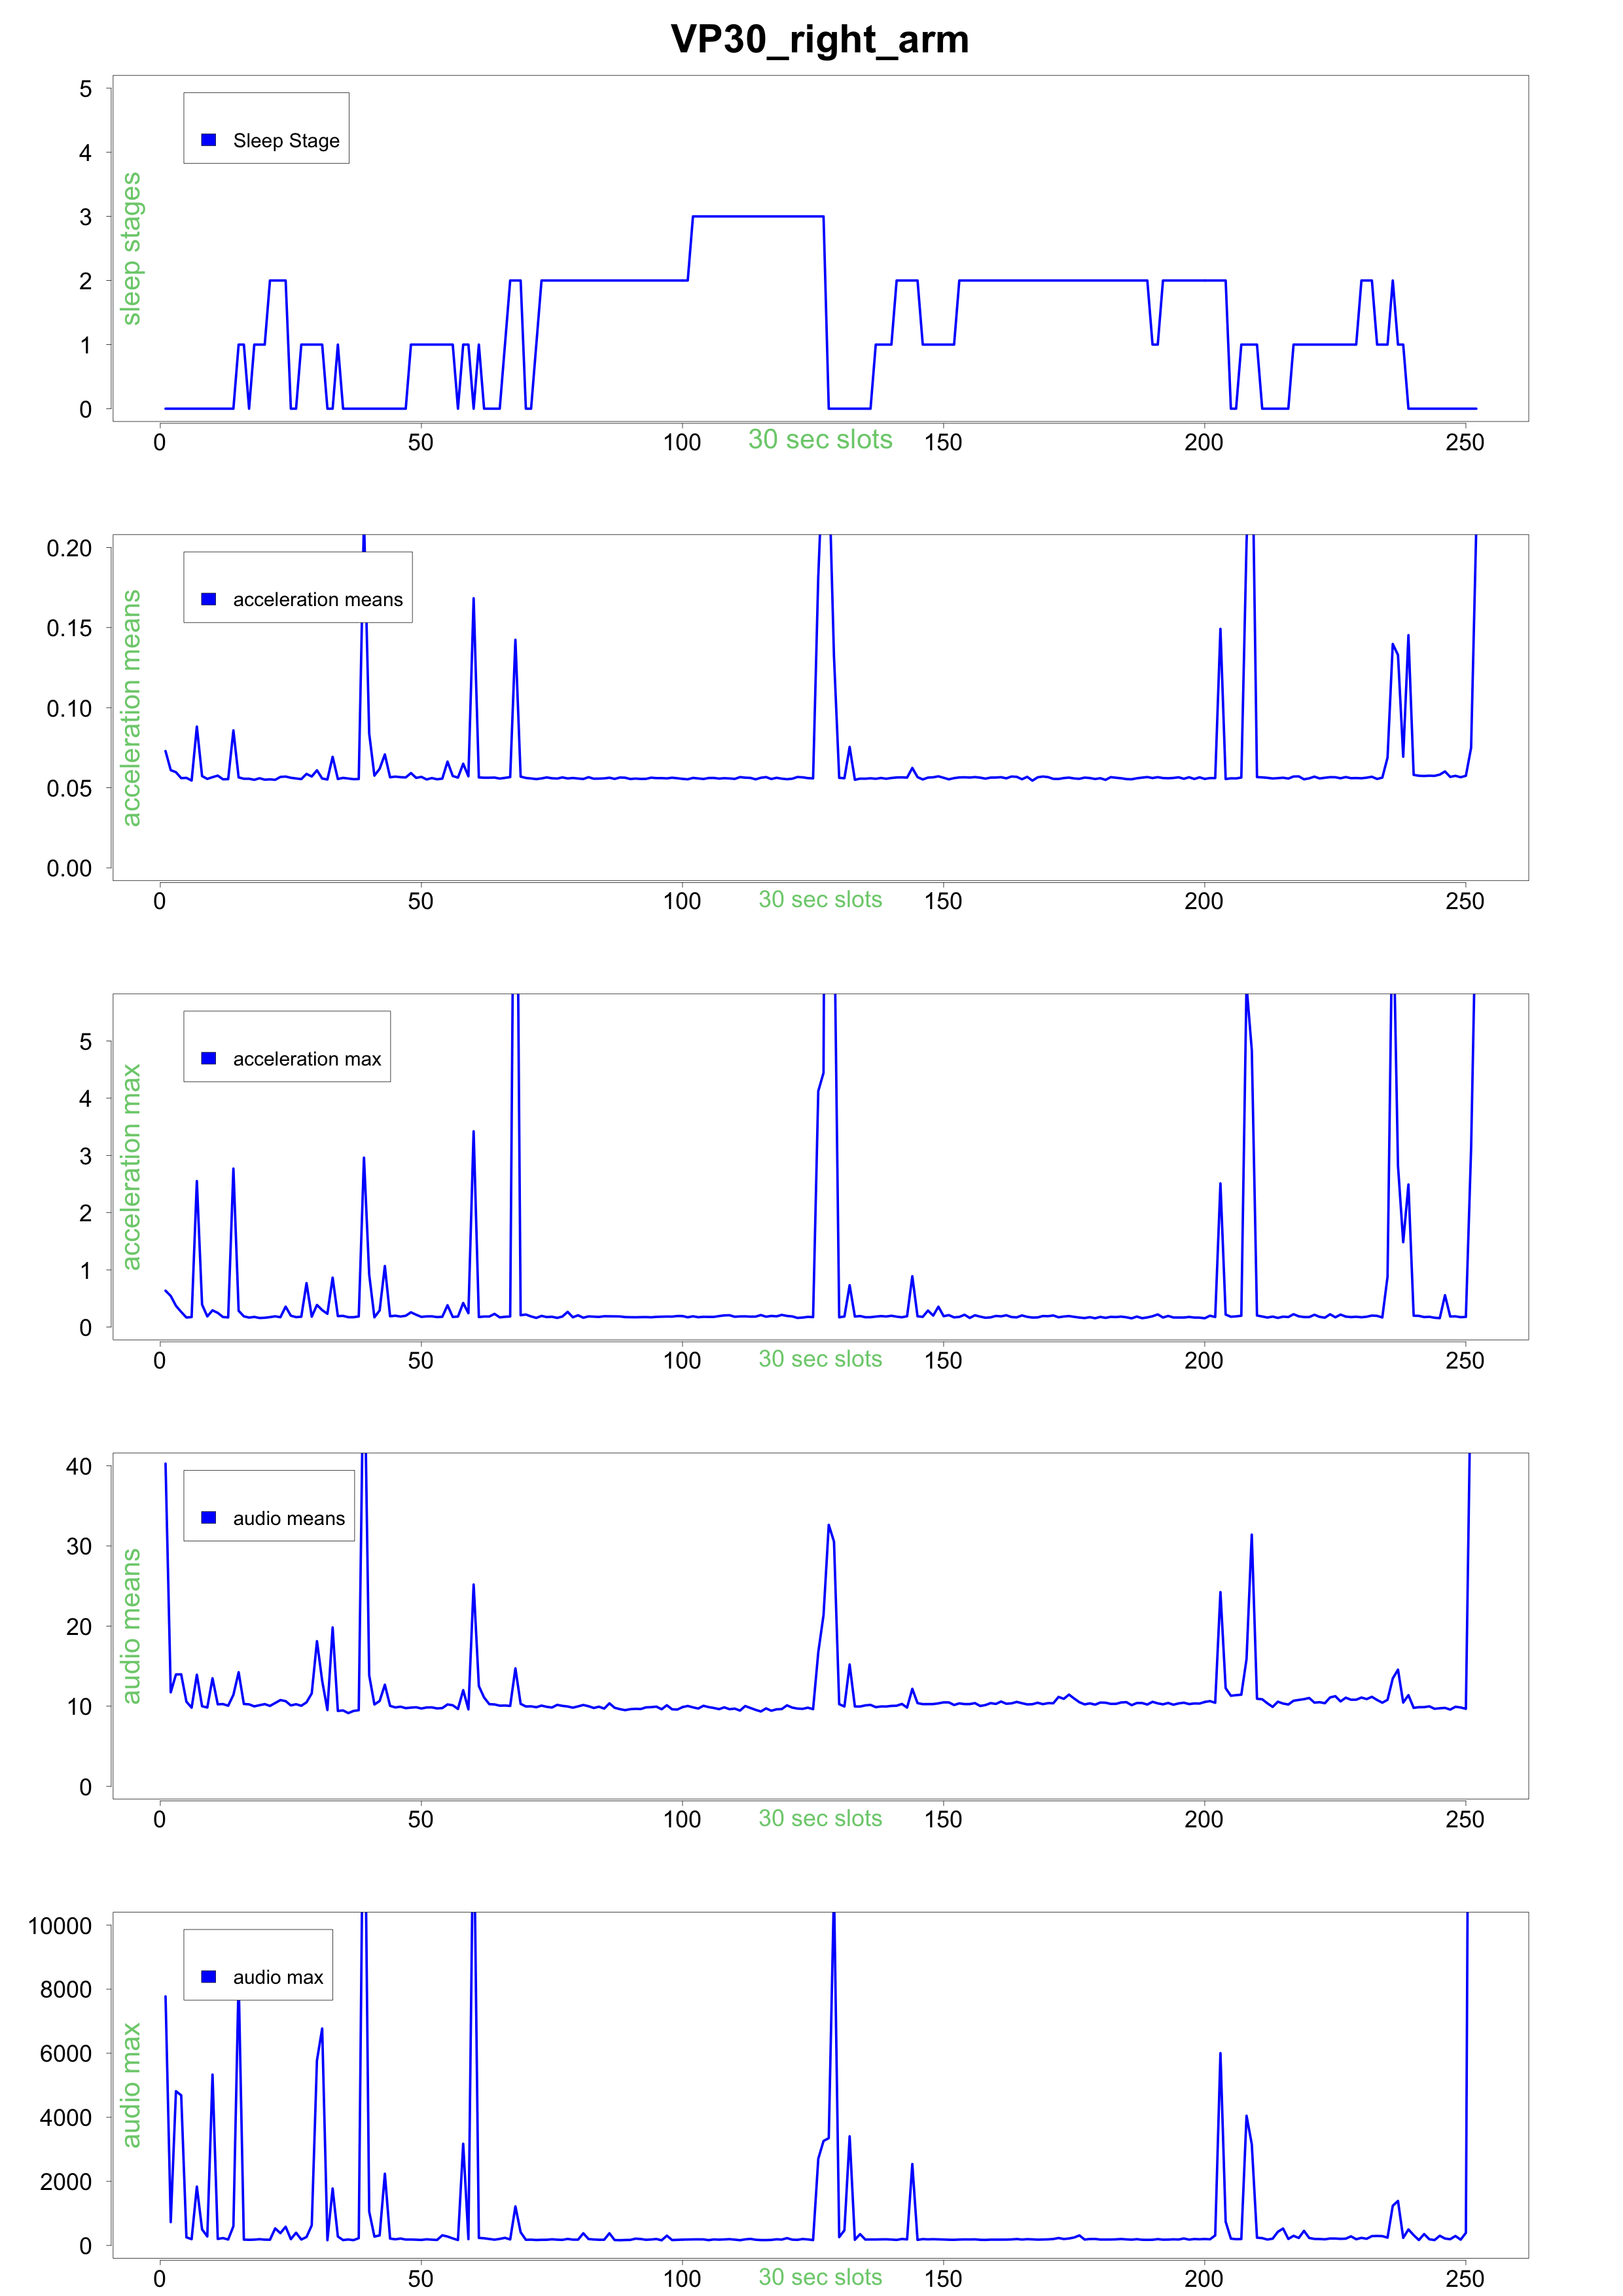 VP30_right_arm
5
4
3
2
1
0
sleep stages
Sleep Stage
0 50 100 150 200 250
30 sec slots
0.20
0.15
0.10
0.05
0.00
acceleration means
acceleration means
0 50 100 150 200 250
30 sec slots
5
4
3
2
1
0
acceleration max
acceleration max
0 50 100 150 200 250
30 sec slots
40
30
20
10
0
audio means
audio means
0 50 100 150 200 250
30 sec slots
10000
8000
6000
4000
2000
0
audio max
audio max
0 50 100 150 200 250
30 sec slots